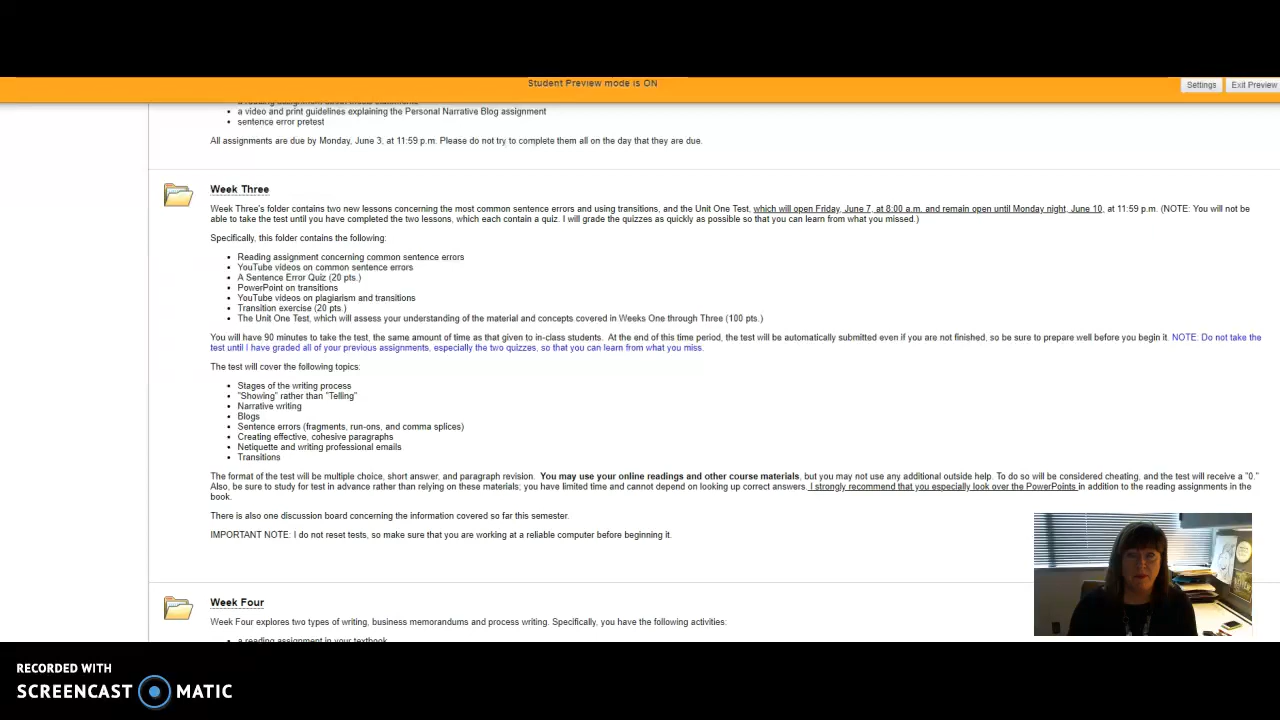 Student Preview mode is ON
Settings
Exit Preview
a video and print guidelines explaining the Personal Narrative Blog assignment
sentence error pretest
All assignments are due by Monday, June 3, at 11:59 p.m. Please do not try to complete them all on the day that they are due.
Week Three
Week Three's folder contains two new lessons concerning the most common sentence errors and using transitions, and the Unit One Test, which will open Friday, June 7, at 8:00 a.m. and remain open until Monday night, June 10, at 11:59 p.m. (NOTE: You will not be
able to take the test until you have completed the two lessons, which each contain a quiz. I will grade the quizzes as quickly as possible so that you can learn from what you missed.)
Specifically, this folder contains the following:
Reading assignment concerning common sentence errors
YouTube videos on common sentence errors
A Sentence Error Quiz (20 pts.)
PowerPoint on transitions
YouTube videos on plagiarism and transitions
Transition exercise (20 pts.)
The Unit One Test, which will assess your understanding of the material and concepts covered in Weeks One through Three (100 pts.)
You will have 90 minutes to take the test, the same amount of time as that given to in-class students.  At the end of this time period, the test will be automatically submitted even if you are not finished, so be sure to prepare well before you begin it. NOTE: Do not take the
test until I have graded all of your previous assignments, especially the two quizzes, so that you can learn from what you miss.
The test will cover the following topics:
Stages of the writing process
"Showing" rather than "Telling"
Narrative writing
Blogs
Sentence errors (fragments, run-ons, and comma splices)
Creating effective, cohesive paragraphs
Netiquette and writing professional emails
Transitions
The format of the test will be multiple choice, short answer, and paragraph revision.  You may use your online readings and other course materials, but you may not use any additional outside help. To do so will be considered cheating, and the test will receive a "0."
Also, be sure to study for test in advance rather than relying on these materials; you have limited time and cannot depend on looking up correct answers. I strongly recommend that you especially look over the PowerPoints in addition to the reading assignments in the
book.
There is also one discussion board concerning the information covered so far this semester.
IMPORTANT NOTE: I do not reset tests, so make sure that you are working at a reliable computer before beginning it.
Week Four
Week Four explores two types of writing, business memorandums and process writing. Specifically, you have the following activities.
a reading assignment in your textbook
RECORDED WITH
SCREENCAST MATIC